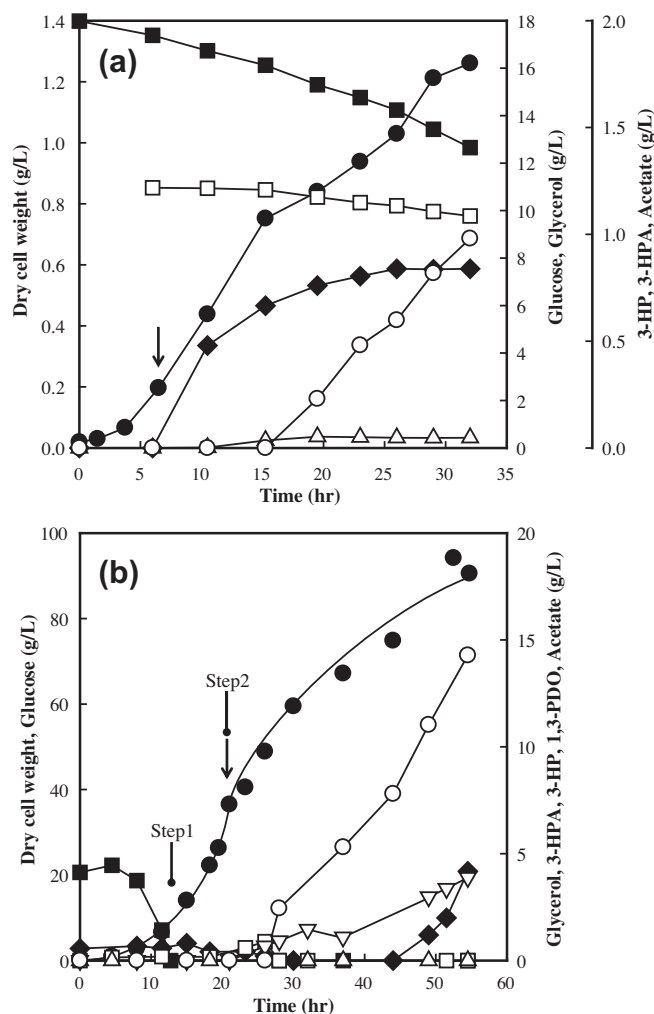 (a)
Dry cell weight (g/L)
1.4
1.2
1.0
0.8
0.6
0.4
0.2
0.0
18
16
14
12
10
8
6
4
2
0
Glucose, Glycerol (g/L)
2.0
1.5
1.0
0.5
0.0
3-HP, 3-HPA, Acetate (g/L)
0 5 10 15 20 25 30 35
Time (hr)
(b)
Dry cell weight, Glucose (g/L)
100
80
60
40
20
0
Step2
Step1
20
15
10
5
0
Glycerol, 3-HPA, 3-HP, 1,3-PDO, Acetate (g/L)
0 10 20 30 40 50 60
Time (hr)